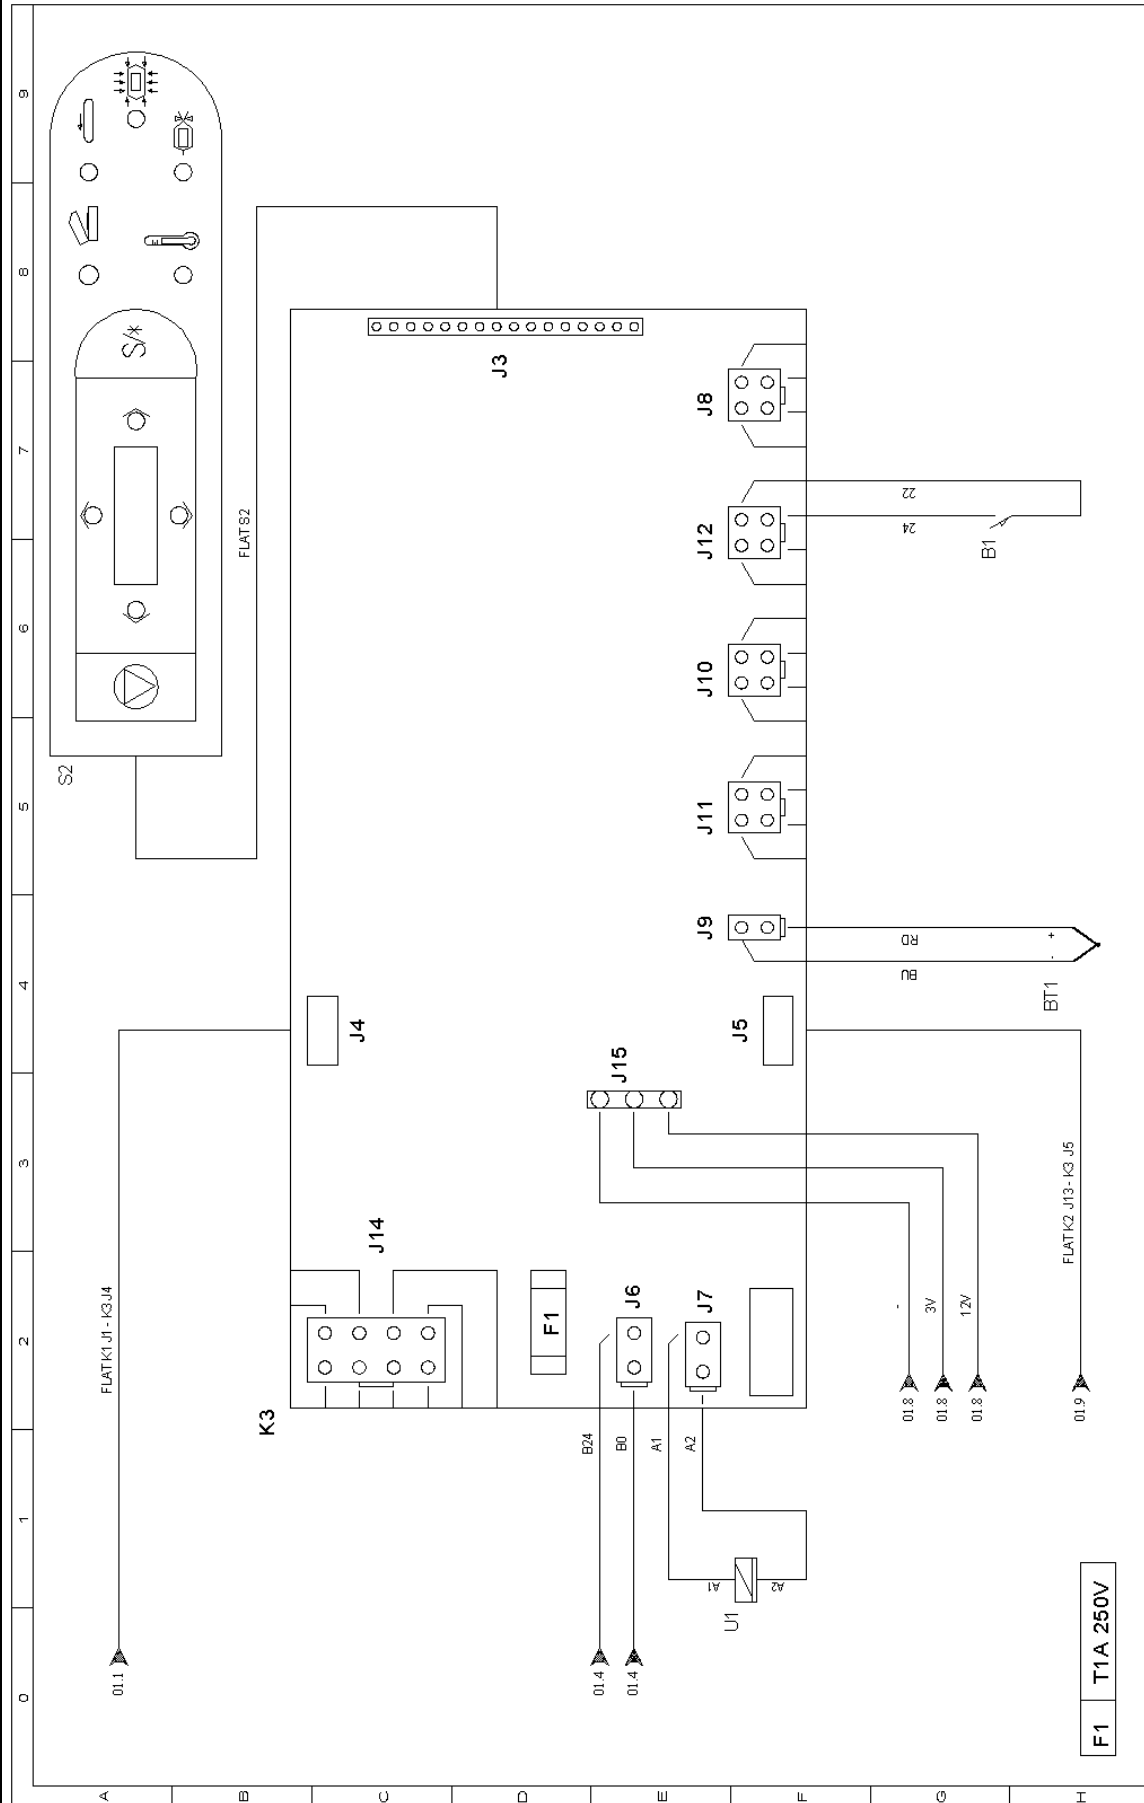 9
8
7
6
5
4
3
2
1
0
A
B
C
D
E
F
G
H
S/*
S2
FLAT S2
J3
J8
J12
22
24
B1
J10
J11
J9
RD
BU
+
-
BT1
J4
J5
J15
FLAT K1 J1 - K3 J4
J14
F1
J6
J7
K3
-
3V
12V
FLAT K2 J13 - K3 J5
01.8
01.8
01.8
01.9
B24
B0
A1
A2
A1
A2
U1
01.1
01.4
01.4
F1 T1A 250V